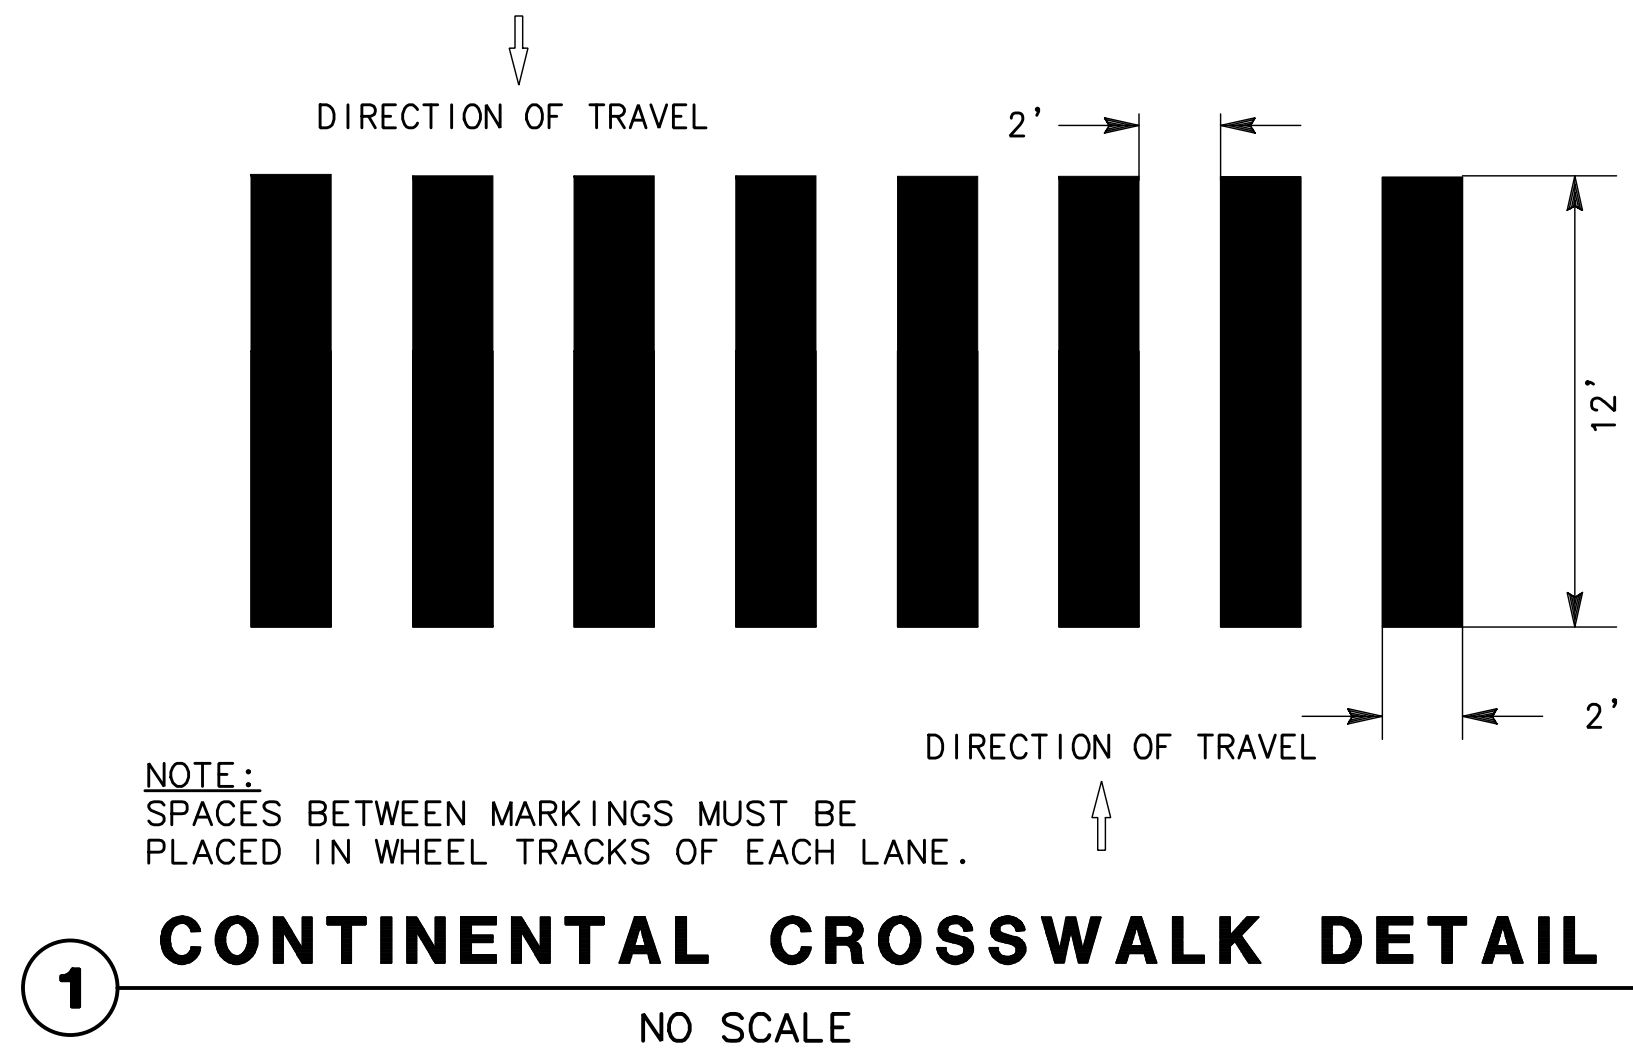 DIRECTION OF TRAVEL
2'
12'
2'
DIRECTION OF TRAVEL
NOTE:
SPACES BETWEEN MARKINGS MUST BE
PLACED IN WHEEL TRACKS OF EACH LANE.
CONTINENTAL CROSSWALK DETAIL
1
NO SCALE